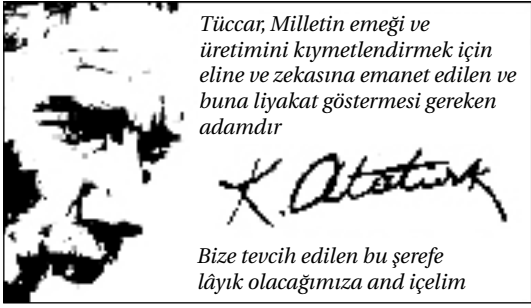 Tüccar, Milletin emeği ve
üretimini kıymetlendirmek için
eline ve zekasına emanet edilen ve
buna liyakat göstermesi gereken
adamdır
K. Atatürk
Bize tevcih edilen bu şerefe
lâyık olacağımıza and içelim